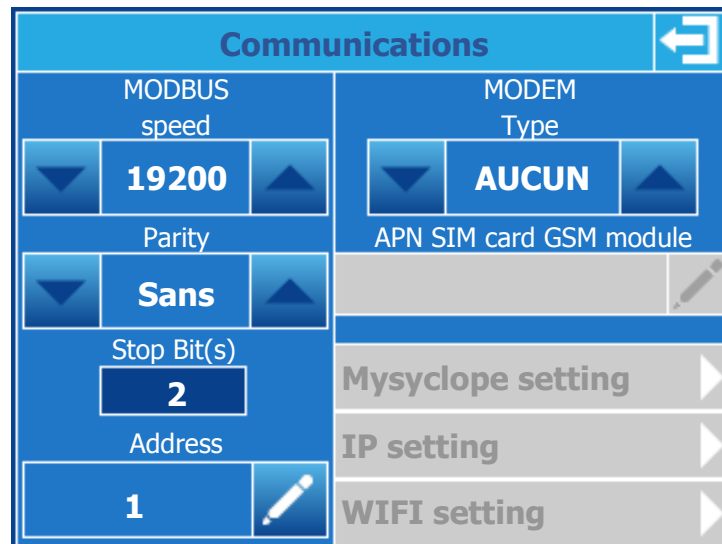 Communications
MODBUS
speed
19200
Parity
Sans
Stop Bit(s)
2
Address
1
MODEM
Type
AUCUN
APN SIM card GSM module
Mysyclope setting
IP setting
WIFI setting